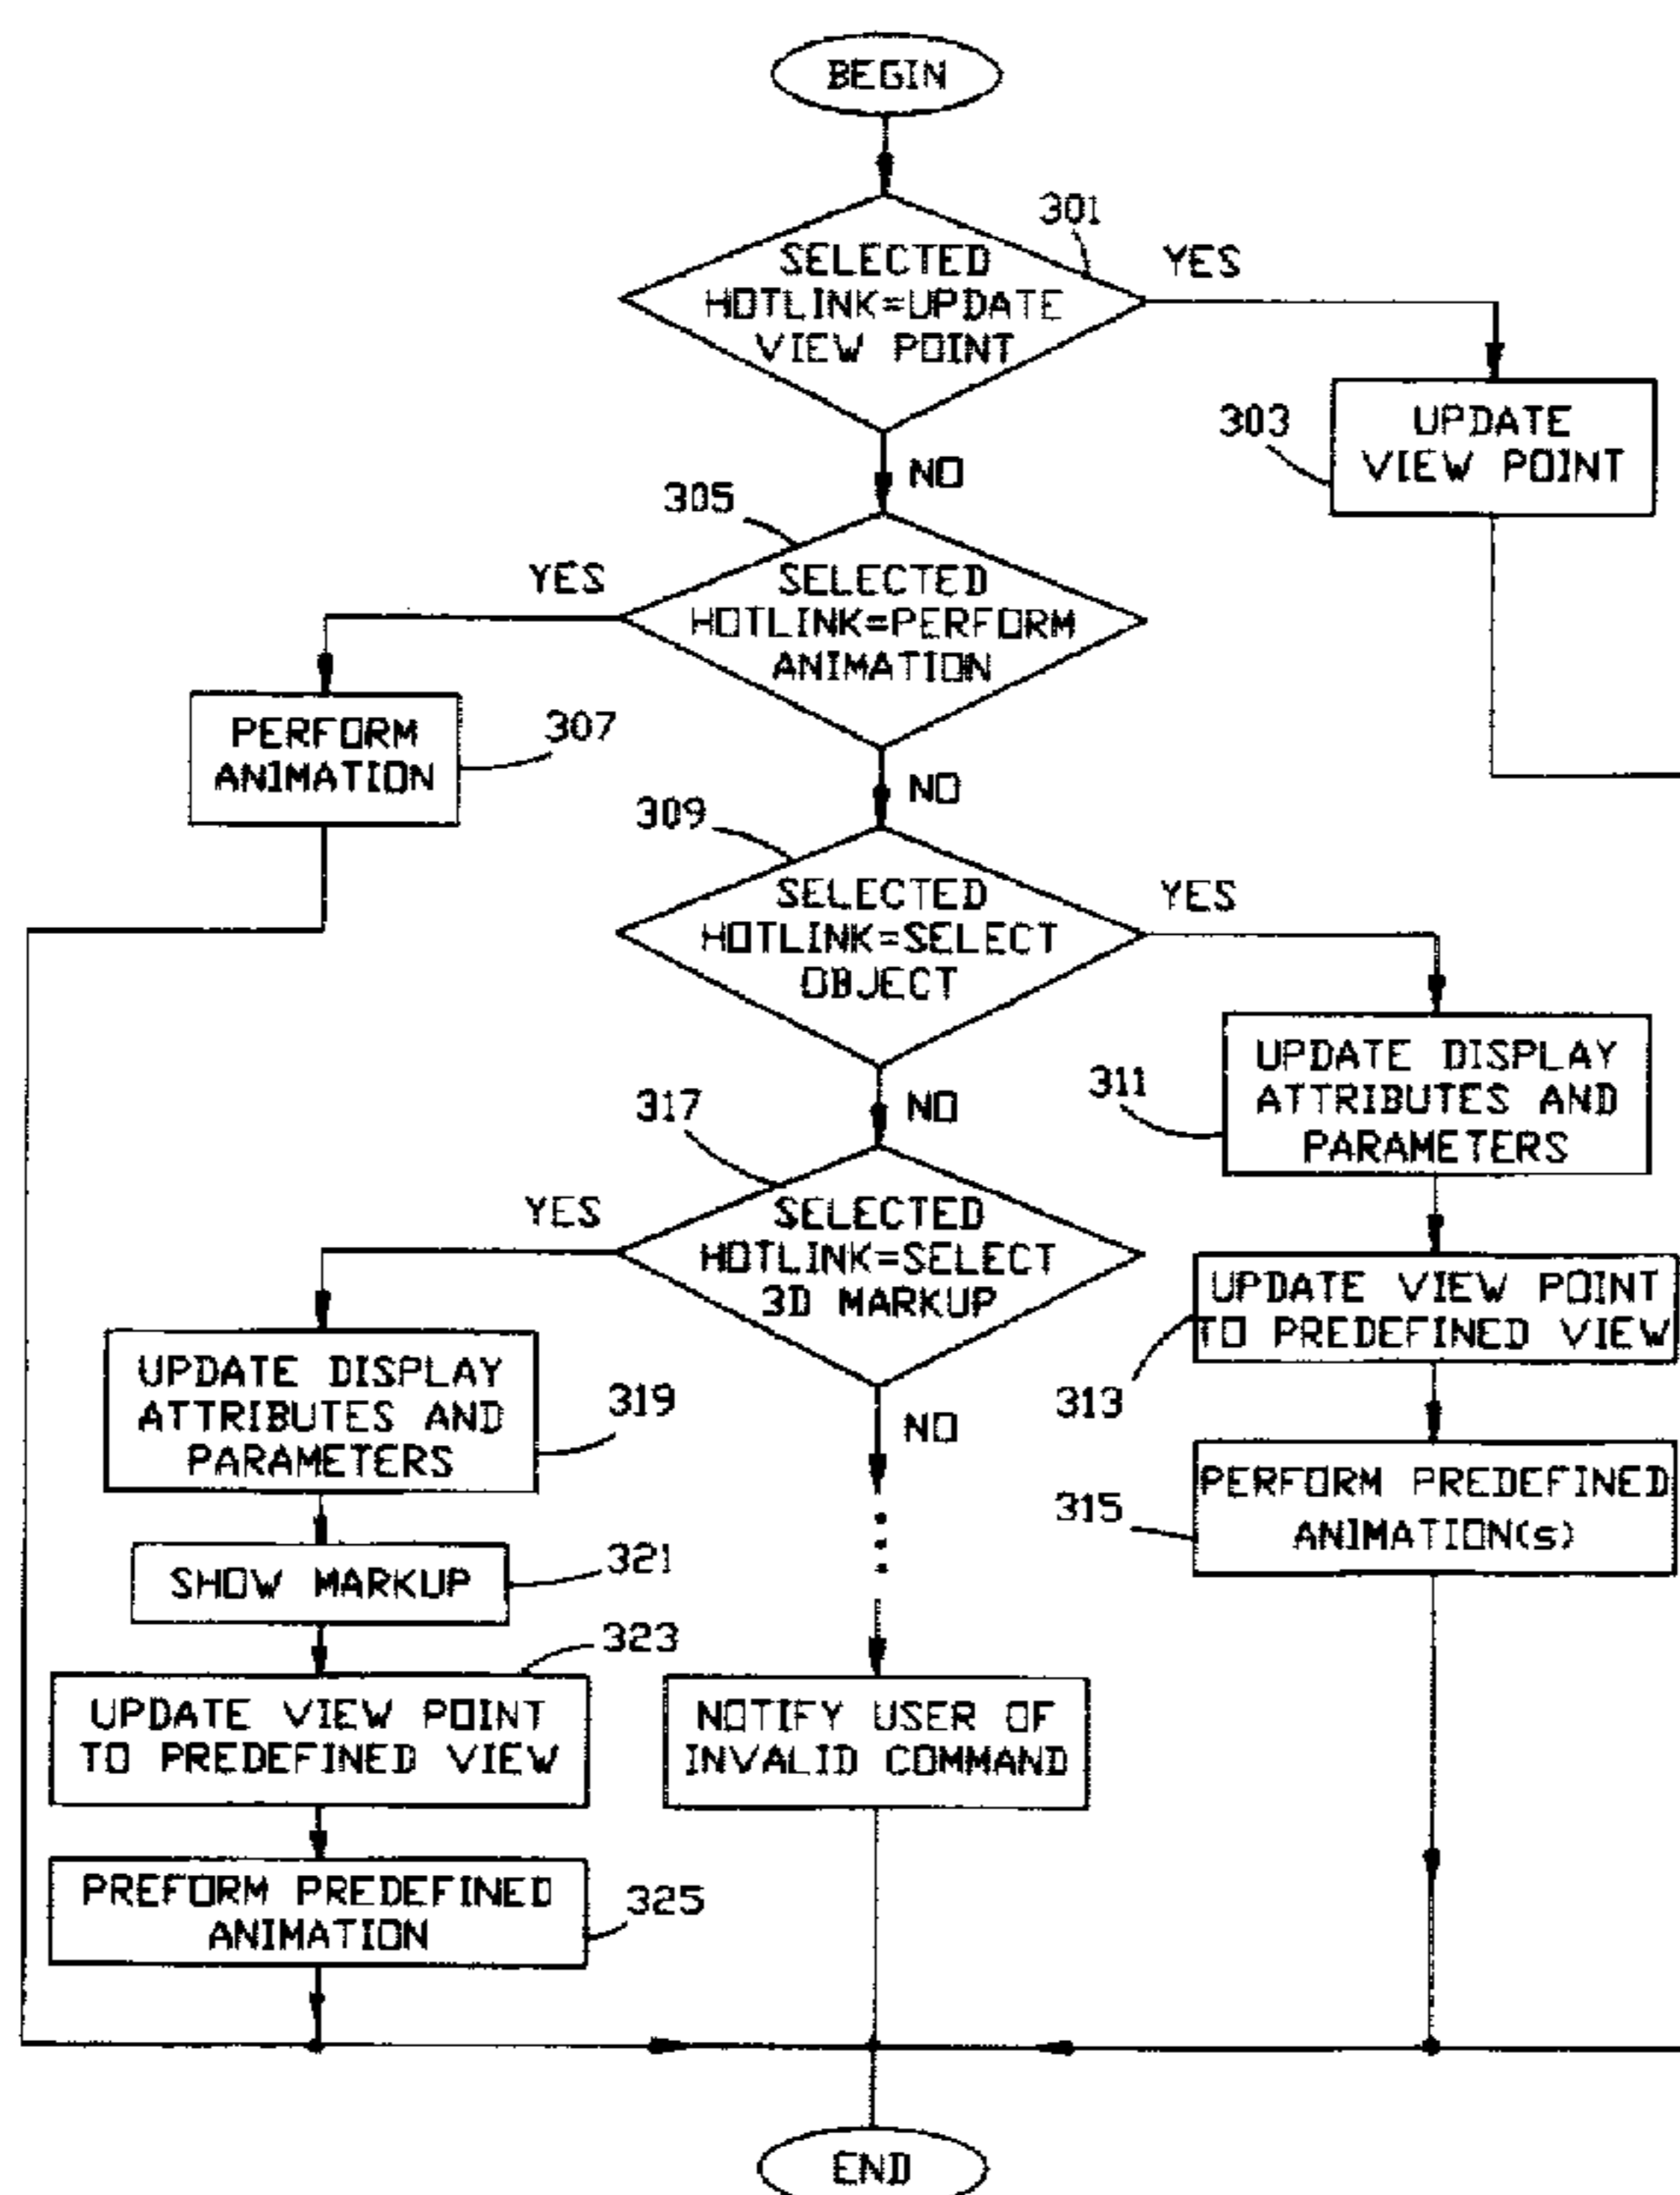 BEGIN
301
SELECTED
HOTLINK=UPDATE
VIEW POINT
YES
303
UPDATE
VIEW POINT
NO
305
YES
SELECTED
HOTLINK=PERFORM
ANIMATION
PERFORM
ANIMATION
307
NO
309
SELECTED
HOTLINK=SELECT
OBJECT
YES
311
UPDATE DISPLAY
ATTRIBUTES AND
PARAMETERS
NO
317
YES
SELECTED
HOTLINK=SELECT
3D MARKUP
313
UPDATE VIEW POINT
TO PREDEFINED VIEW
UPDATE DISPLAY
ATTRIBUTES AND
PARAMETERS
319
NO
315
PERFORM PREDEFINED
ANIMATION(s)
SHOW MARKUP
321
323
UPDATE VIEW POINT
TO PREDEFINED VIEW
NOTIFY USER OF
INVALID COMMAND
PREFORM PREDEFINED
ANIMATION
325
END